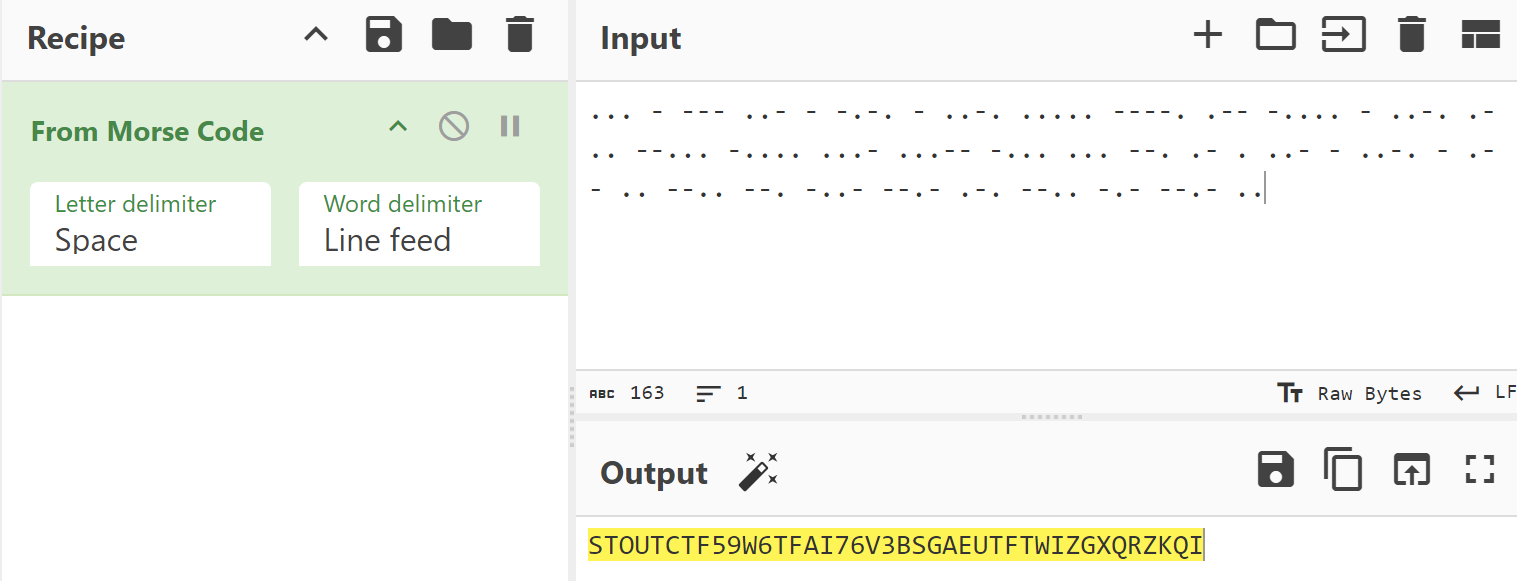 Recipe
From Morse Code
Letter delimiter
Space
Word delimiter
Line feed
Input
... - --- ..- - -.-. - ..-. ..... ----. .-- -.... - ..-. .-
.. --... -.... ...- ...-- -... ... --. .- . ..- - ..-. - .-
- .. --.. --. -..- --.- .-. --.. -.- --.- ..
ABC 163 1 Raw Bytes LF
Output
STOUTCTF59W6TFAI76V3BSGAEUTFTWIZGXQRZKQI